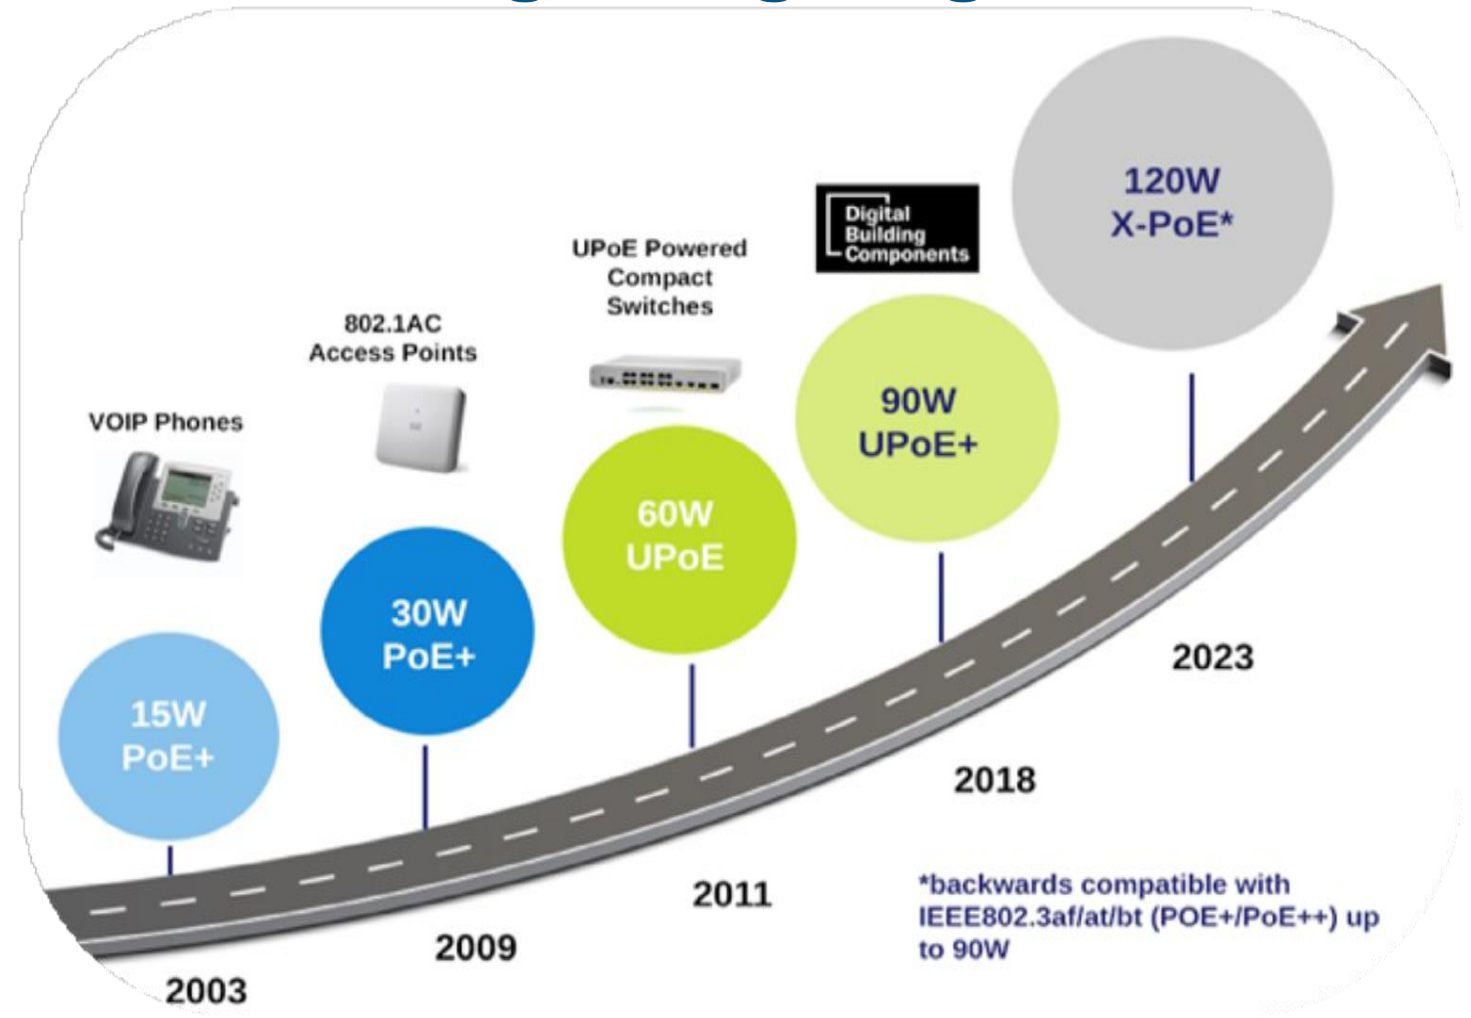 VOIP Phones
15W
PoE+
2003
802.1AC
Access Points
30W
PoE+
2009
UPoE Powered
Compact
Switches
60W
UPoE
2011
Digital
Building
Components
90W
UPoE+
2018
120W
X-PoE*
2023
*backwards compatible with
IEEE802.3af/at/bt (POE+/PoE++) up
to 90W